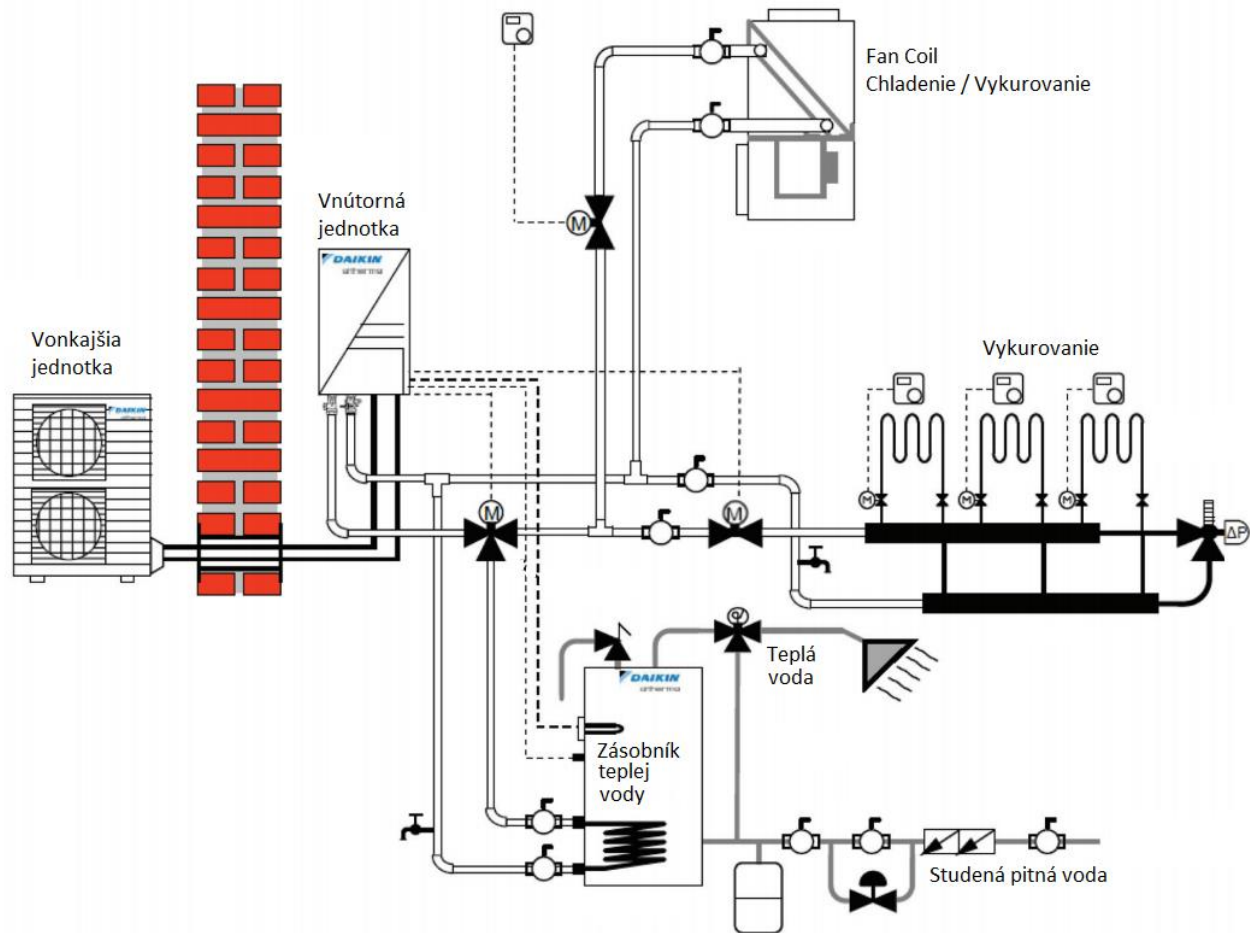 Fan Coil
Chladenie / Vykurovanie
M
Vnútorná
jednotka
DAIKIN
altherma
Vonkajšia
jednotka
DAIKIN
altherma
Vykurovanie
M
M
M
M
M
ΔP
Teplá
voda
DAIKIN
altherma
Zásobník
teplej
vody
Studená pitná voda